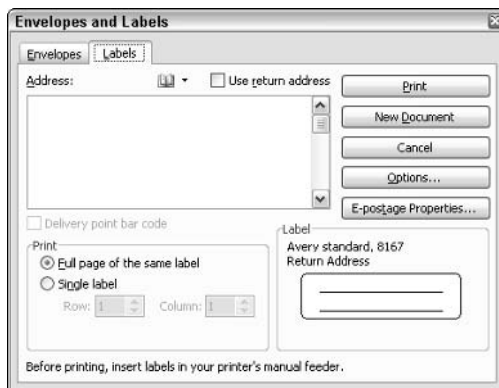 Envelopes and Labels
Envelopes Labels
Address: Use return address
Print
New Document
Cancel
Options...
E-postage Properties...
Delivery point bar code
Print
Full page of the same label
Single label
Row: 1 Column: 1
Label
Avery standard, 8167
Return Address
Before printing, insert labels in your printer's manual feeder.